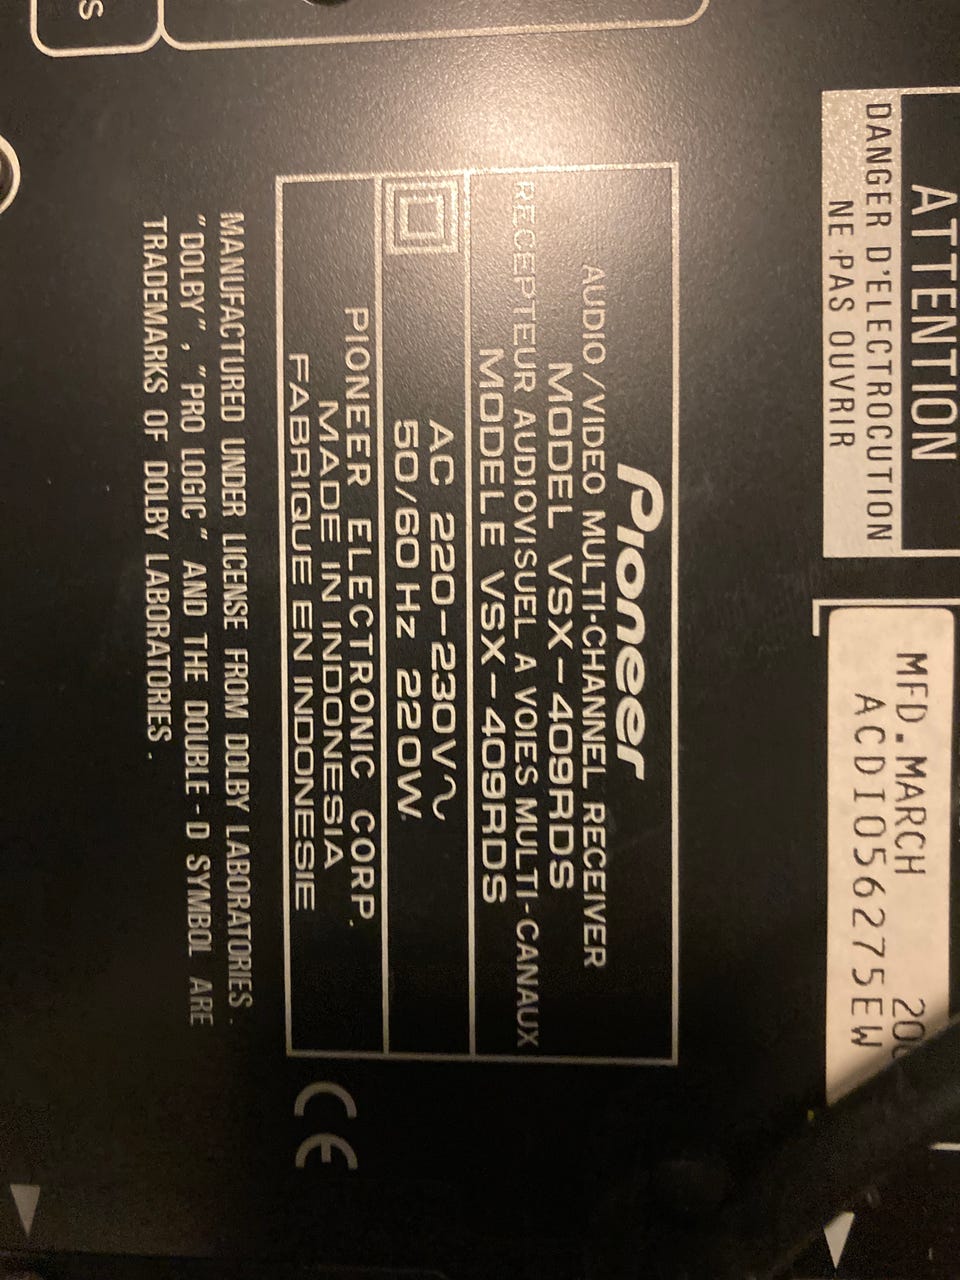 S
ATTENTION
DANGER D'ELECTROCUTION
NE PAS OUVRIR
MFD. MARCH
ACDI056275EW
Pioneer
AUDIO/VIDEO MULTI-CHANNEL RECEIVER
MODEL VSX-409RDS
RECEPTEUR AUDIOVISUEL A VOIES MULTI-CANAUX
MODELE VSX-409RDS
AC 220-230V∿
50/60 Hz 220W
PIONEER ELECTRONIC CORP.
MADE IN INDONESIA
FABRIQUE EN INDONESIE
CE
MANUFACTURED UNDER LICENSE FROM DOLBY LABORATORIES.
"DOLBY", "PRO LOGIC" AND THE DOUBLE-D SYMBOL ARE
TRADEMARKS OF DOLBY LABORATORIES.